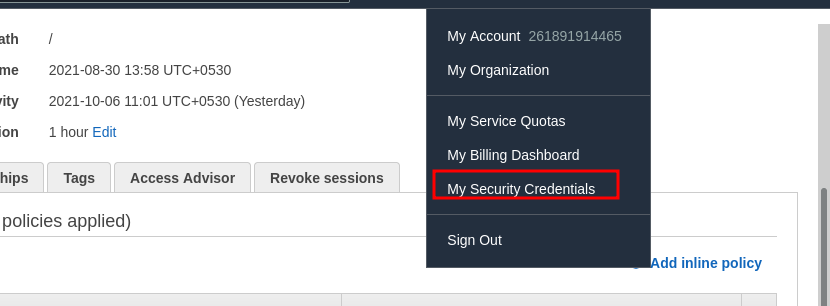 My Account 261891914465
My Organization
My Service Quotas
My Billing Dashboard
My Security Credentials
Sign Out
ath /
me 2021-08-30 13:58 UTC+0530
vity 2021-10-06 11:01 UTC+0530 (Yesterday)
ion 1 hour Edit
hips Tags Access Advisor Revoke sessions
policies applied)
Add inline policy